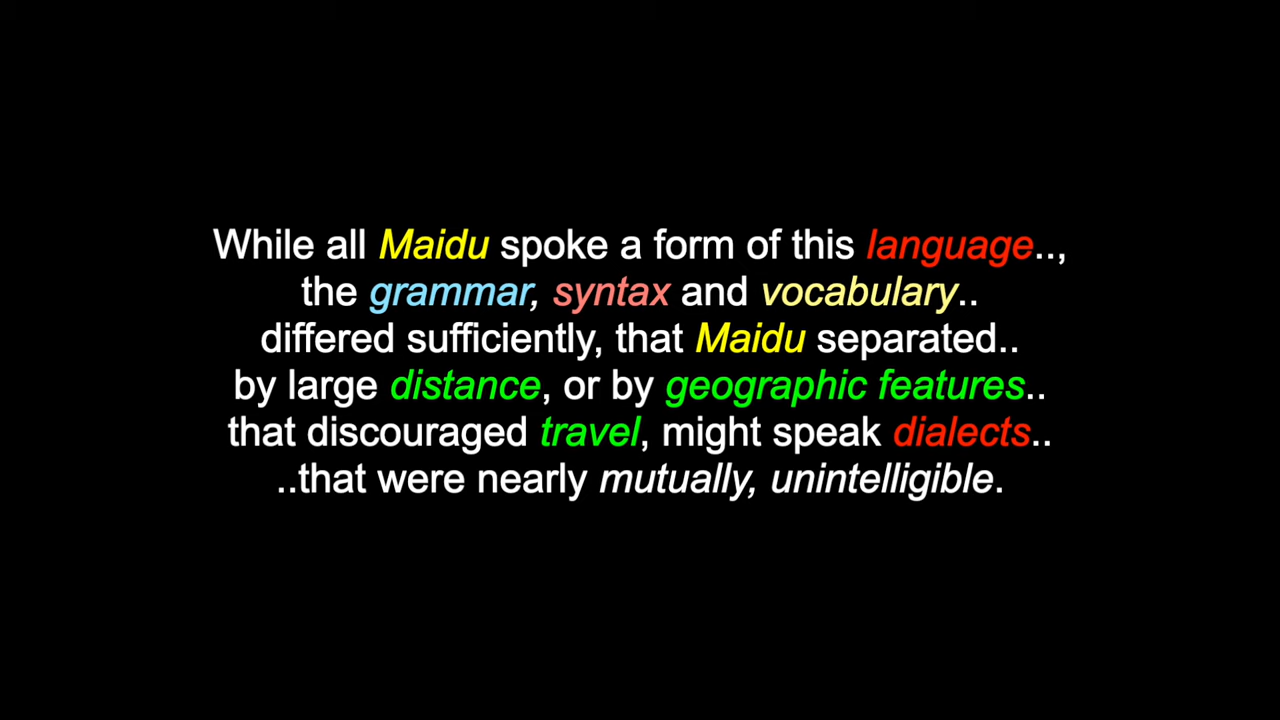 While all Maidu spoke a form of this language..,
the grammar, syntax and vocabulary..
differed sufficiently, that Maidu separated..
by large distance, or by geographic features..
that discouraged travel, might speak dialects..
..that were nearly mutually, unintelligible.